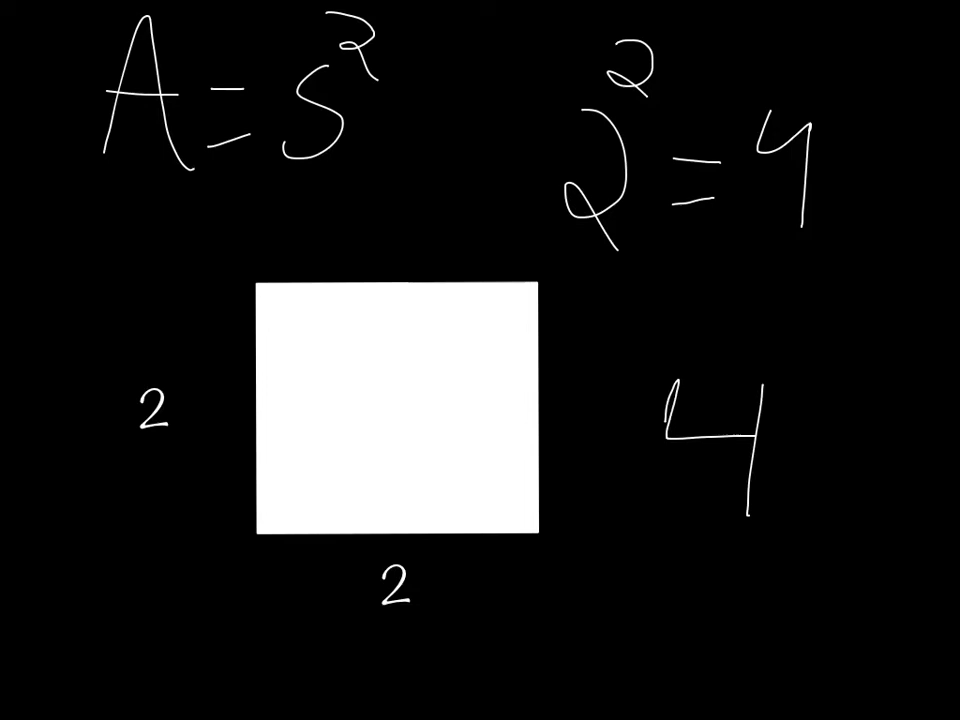 A = s² 2² = 4
2 4
2